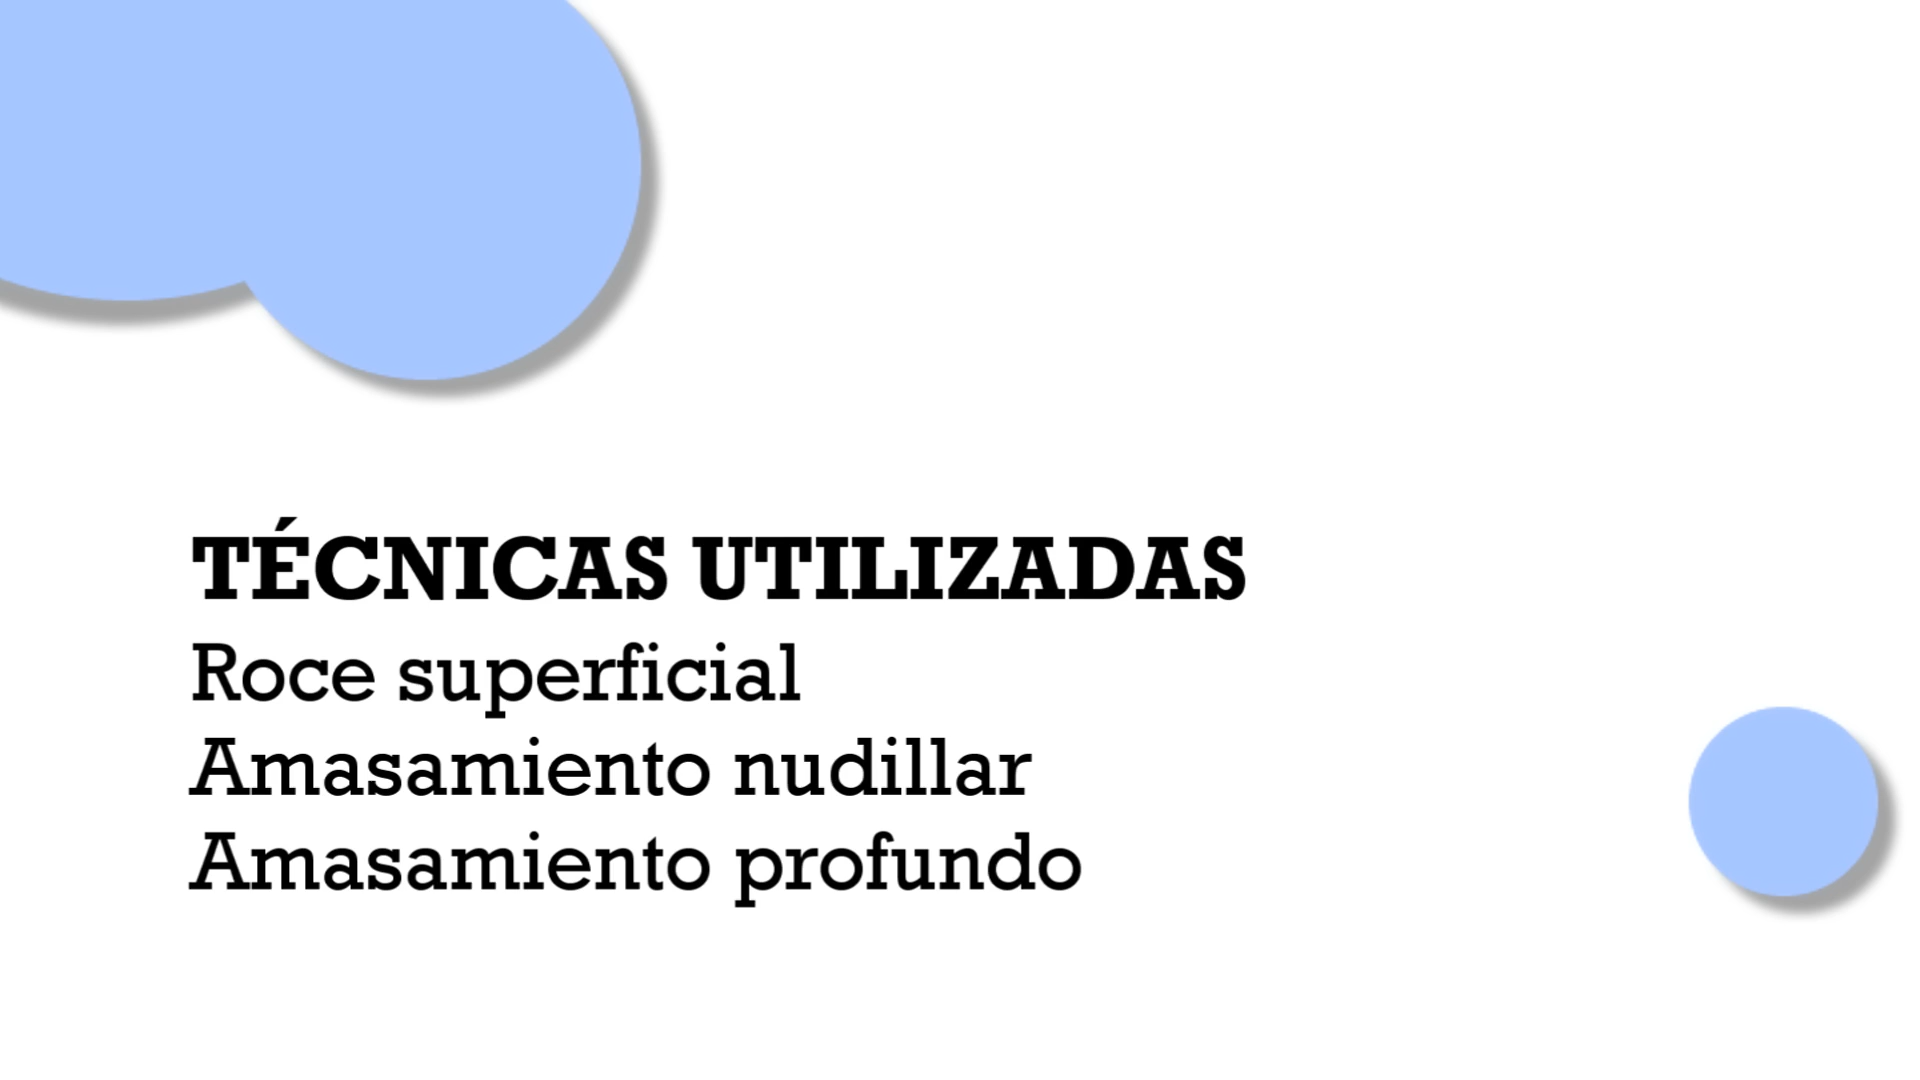 TÉCNICAS UTILIZADAS
Roce superficial
Amasamiento nudillar
Amasamiento profundo